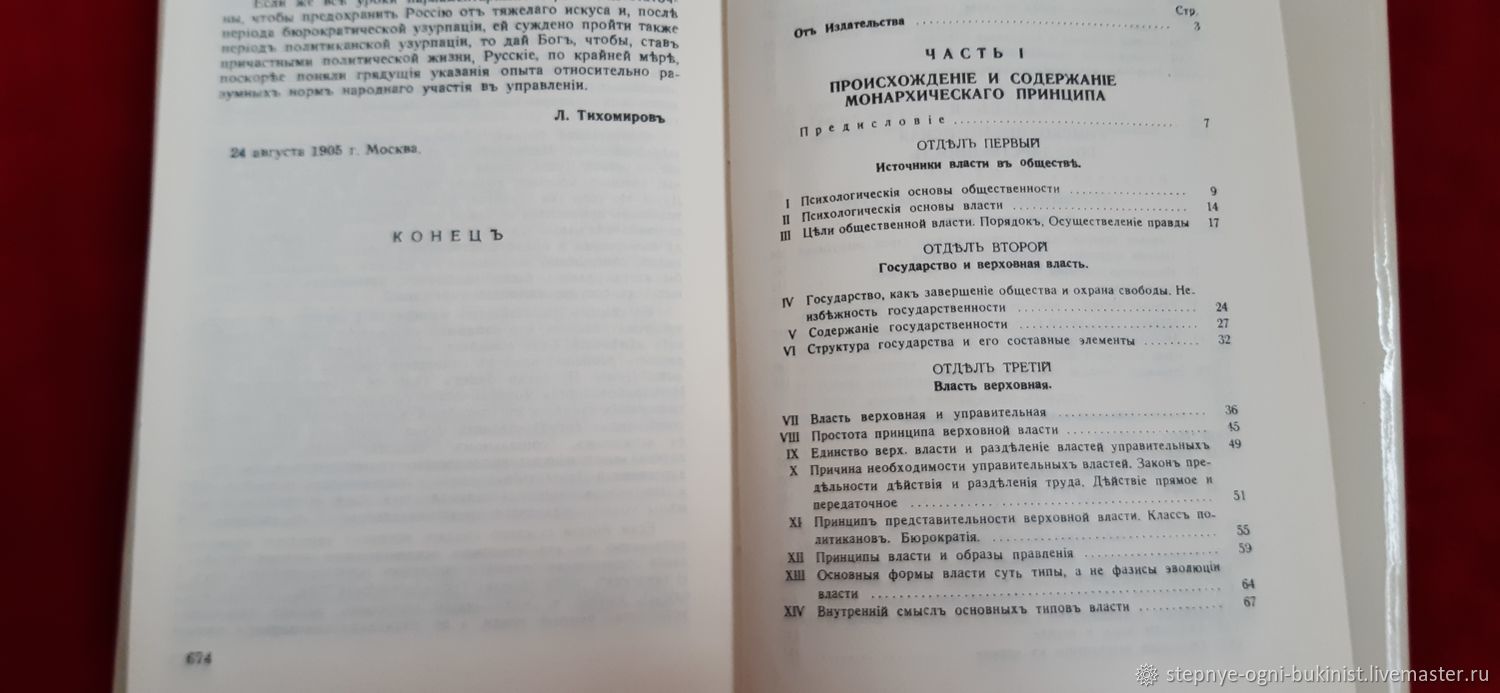 Если же всѣ уроки
ны, чтобы предохранить Россію отъ тяжелаго искуса и, послѣ
періода бюрократической узурпаціи, ей суждено пройти также
періодъ политиканской узурпаціи, то дай Богъ, чтобы, ставъ
причастными политической жизни, Русскіе, по крайней мѣрѣ,
поскорѣе поняли грядущія указанія опыта относительно ра-
зумныхъ нормъ народнаго участія въ управленіи.
Л. Тихомировъ
24 августа 1905 г. Москва.
КОНЕЦЪ
674
Стр.
Отъ Издательства 3
ЧАСТЬ I
ПРОИСХОЖДЕНІЕ И СОДЕРЖАНІЕ
МОНАРХИЧЕСКАГО ПРИНЦИПА
Предисловіе 7
ОТДѢЛЪ ПЕРВЫЙ
Источники власти въ обществѣ.
I Психологическія основы общественности 9
II Психологическія основы власти 14
III Цѣли общественной власти. Порядокъ, Осуществленіе правды 17
ОТДѢЛЪ ВТОРОЙ
Государство и верховная власть.
IV Государство, какъ завершеніе общества и охрана свободы. Не-
избѣжность государственности 24
V Содержаніе государственности 27
VI Структура государства и его составные элементы 32
ОТДѢЛЪ ТРЕТІЙ
Власть верховная.
VII Власть верховная и управительная 36
VIII Простота принципа верховной власти 45
IX Единство верх. власти и раздѣленіе властей управительныхъ 49
X Причина необходимости управительныхъ властей. Законъ пре-
дѣльности дѣйствія и раздѣленія труда. Дѣйствіе прямое и
передаточное 51
XI Принципъ представительности верховной власти. Классъ по-
литикановъ. Бюрократія. 55
XII Принципы власти и образы правленія 59
XIII Основныя формы власти суть типы, а не фазисы эволюціи
власти 64
XIV Внутренній смыслъ основныхъ типовъ власти 67
stepnye-ogni-bukinist.livemaster.ru